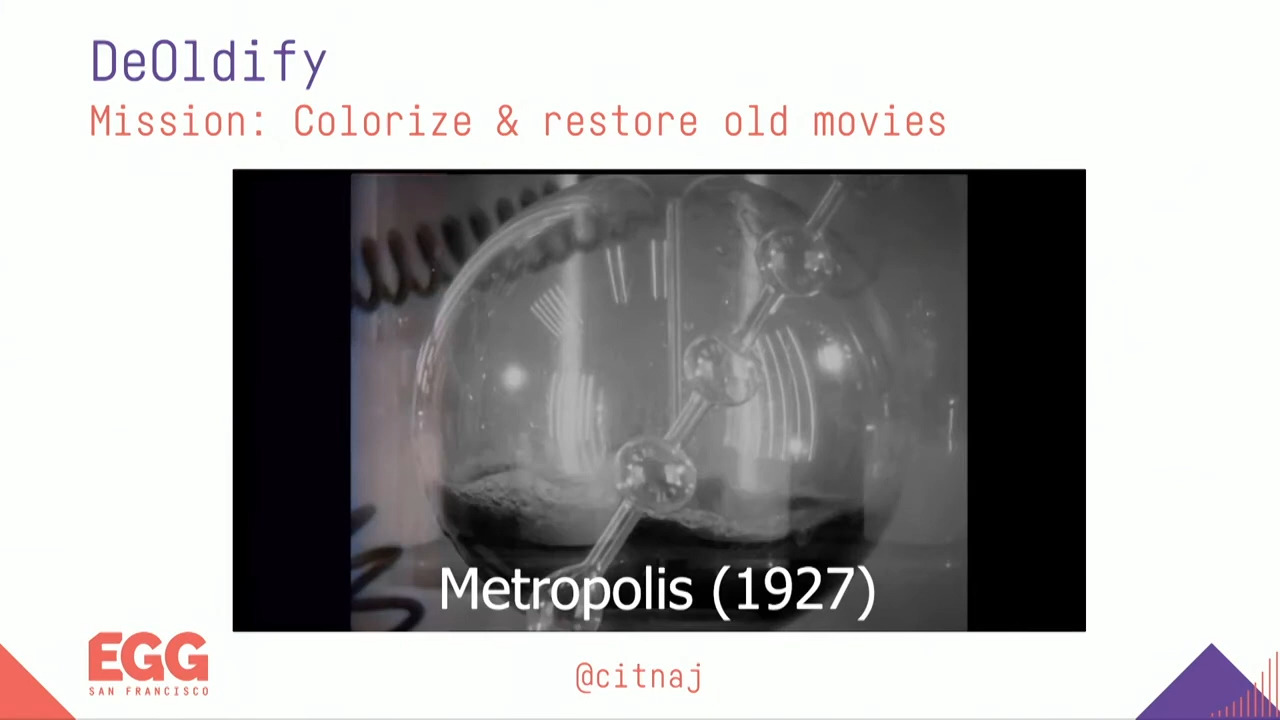 DeOldify
Mission: Colorize & restore old movies
Metropolis (1927)
EGG
SAN FRANCISCO
@citnaj